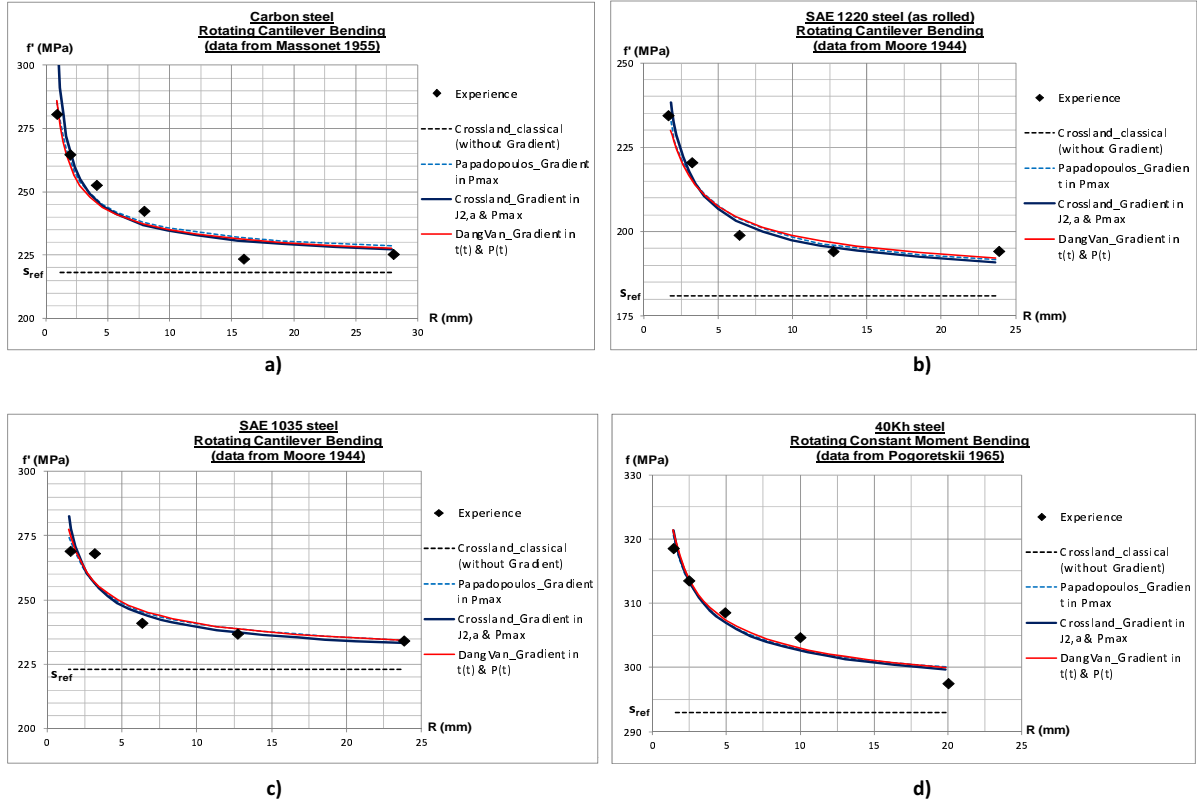 Carbon steel
Rotating Cantilever Bending
(data from Massonet 1955)
f' (MPa)
300
275
250
225
200
s ref
0
5
10
15
20
25
30
R (mm)
Experience
Crossland_classical
(without Gradient)
Papadopoulos_Gradient
in Pmax
Crossland_Gradient in
J2,a & Pmax
DangVan_Gradient in
t(t) & P(t)
a)
SAE 1220 steel (as rolled)
Rotating Cantilever Bending
(data from Moore 1944)
f' (MPa)
250
225
200
175
s ref
0
5
10
15
20
25
R (mm)
Experience
Crossland_classical
(without Gradient)
Papadopoulos_Gradien
t in Pmax
Crossland_Gradient in
J2,a & Pmax
DangVan_Gradient in
t(t) & P(t)
b)
SAE 1035 steel
Rotating Cantilever Bending
(data from Moore 1944)
f' (MPa)
300
275
250
225
200
s ref
0
5
10
15
20
25
R (mm)
Experience
Crossland_classical
(without Gradient)
Papadopoulos_Gradient
in Pmax
Crossland_Gradient in
J2,a & Pmax
DangVan_Gradient in
t(t) & P(t)
c)
40Kh steel
Rotating Constant Moment Bending
(data from Pogoretskii 1965)
f (MPa)
330
320
310
300
290
s ref
0
5
10
15
20
25
R (mm)
Experience
Crossland_classical
(without Gradient)
Papadopoulos_Gradien
t in Pmax
Crossland_Gradient in
J2,a & Pmax
DangVan_Gradient in
t(t) & P(t)
d)